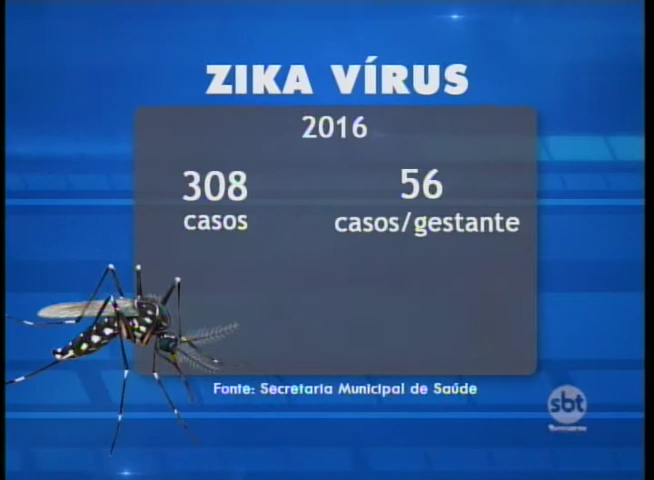 ZIKA VÍRUS
2016
308
casos
56
casos/gestante
Fonte: Secretaria Municipal de Saúde
sbt